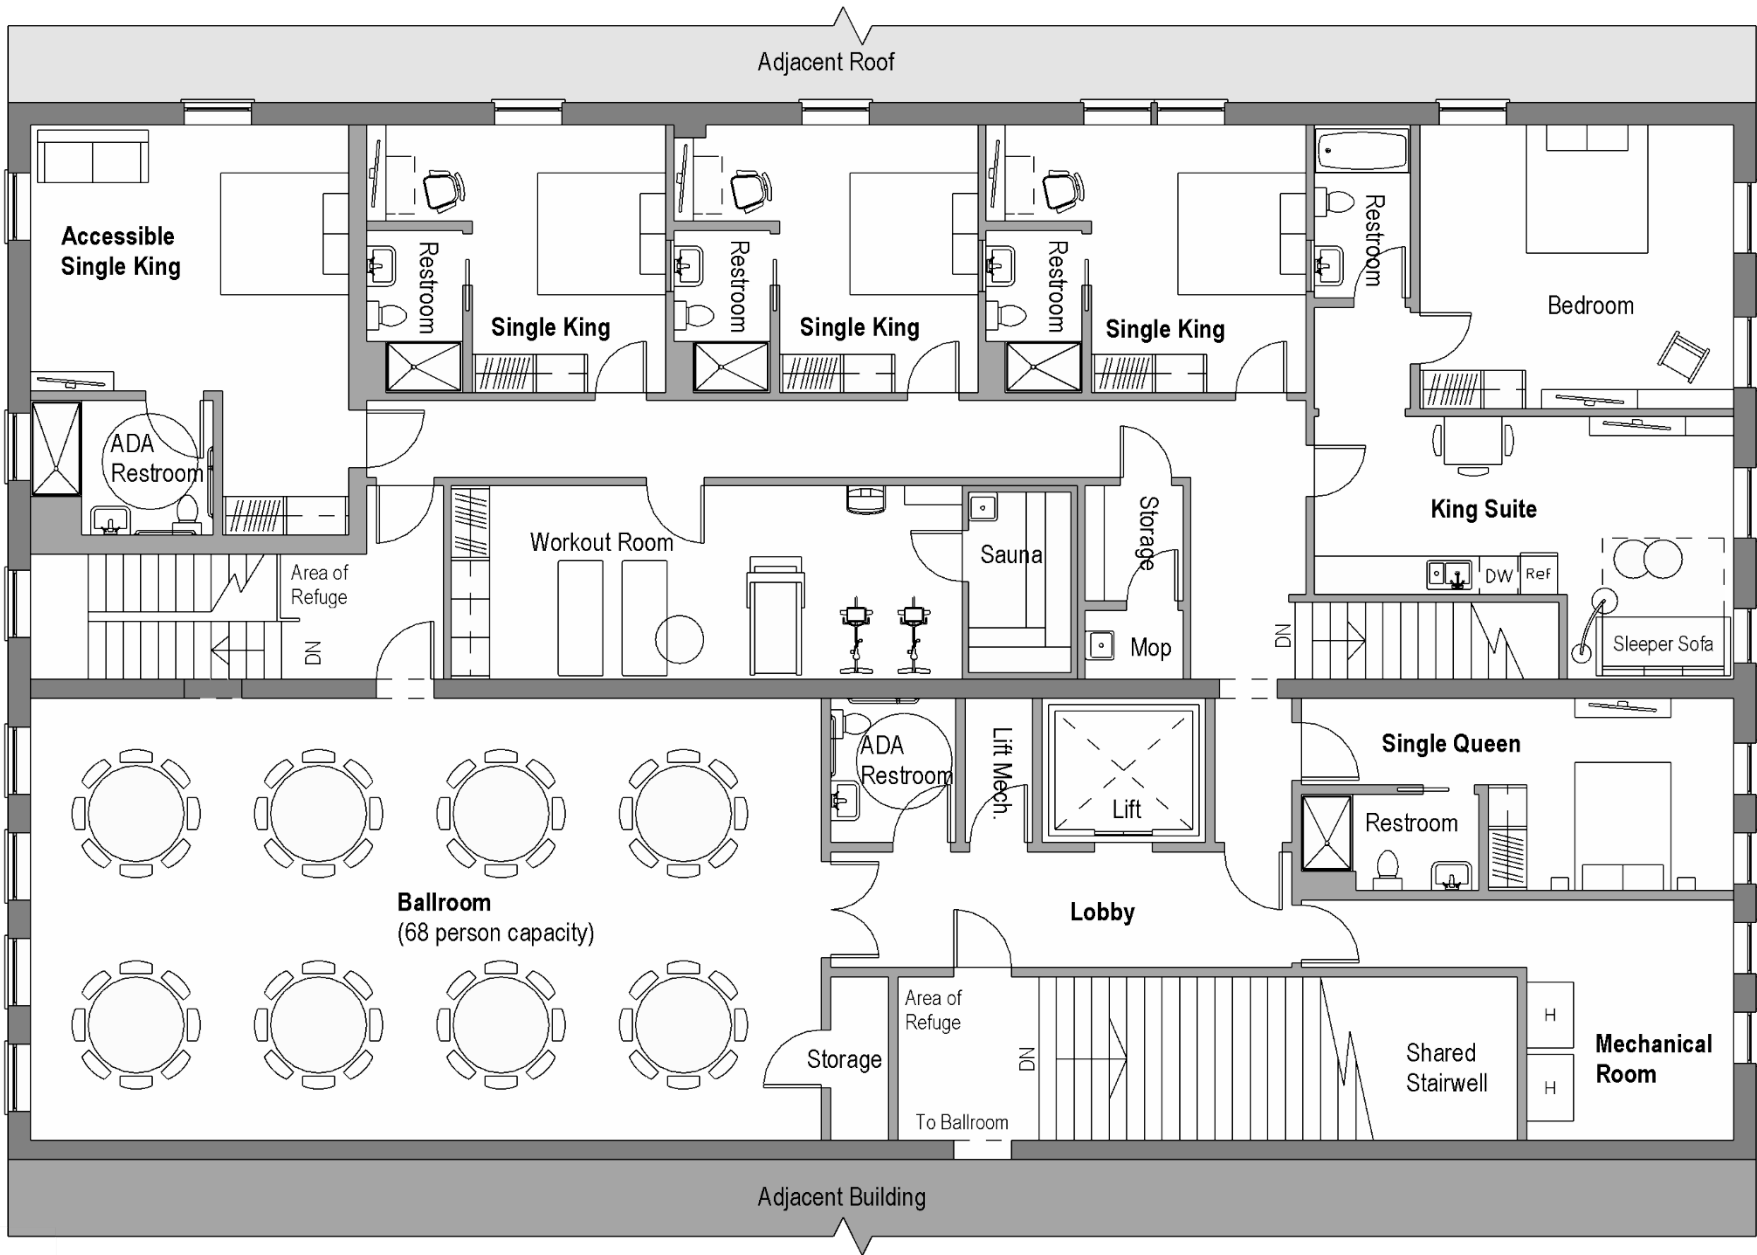 Adjacent Roof
Accessible
Single King
Restroom
Single King
Restroom
Single King
Restroom
Single King
Restroom
Bedroom
ADA
Restroom
King Suite
DW
Ref
Sleeper Sofa
Area of
Refuge
DN
Workout Room
Sauna
Storage
Mop
DN
ADA
Restroom
Lift Mech.
Lift
Single Queen
Restroom
Ballroom
(68 person capacity)
Lobby
Storage
Area of
Refuge
DN
To Ballroom
Shared
Stairwell
H
H
Mechanical
Room
Adjacent Building